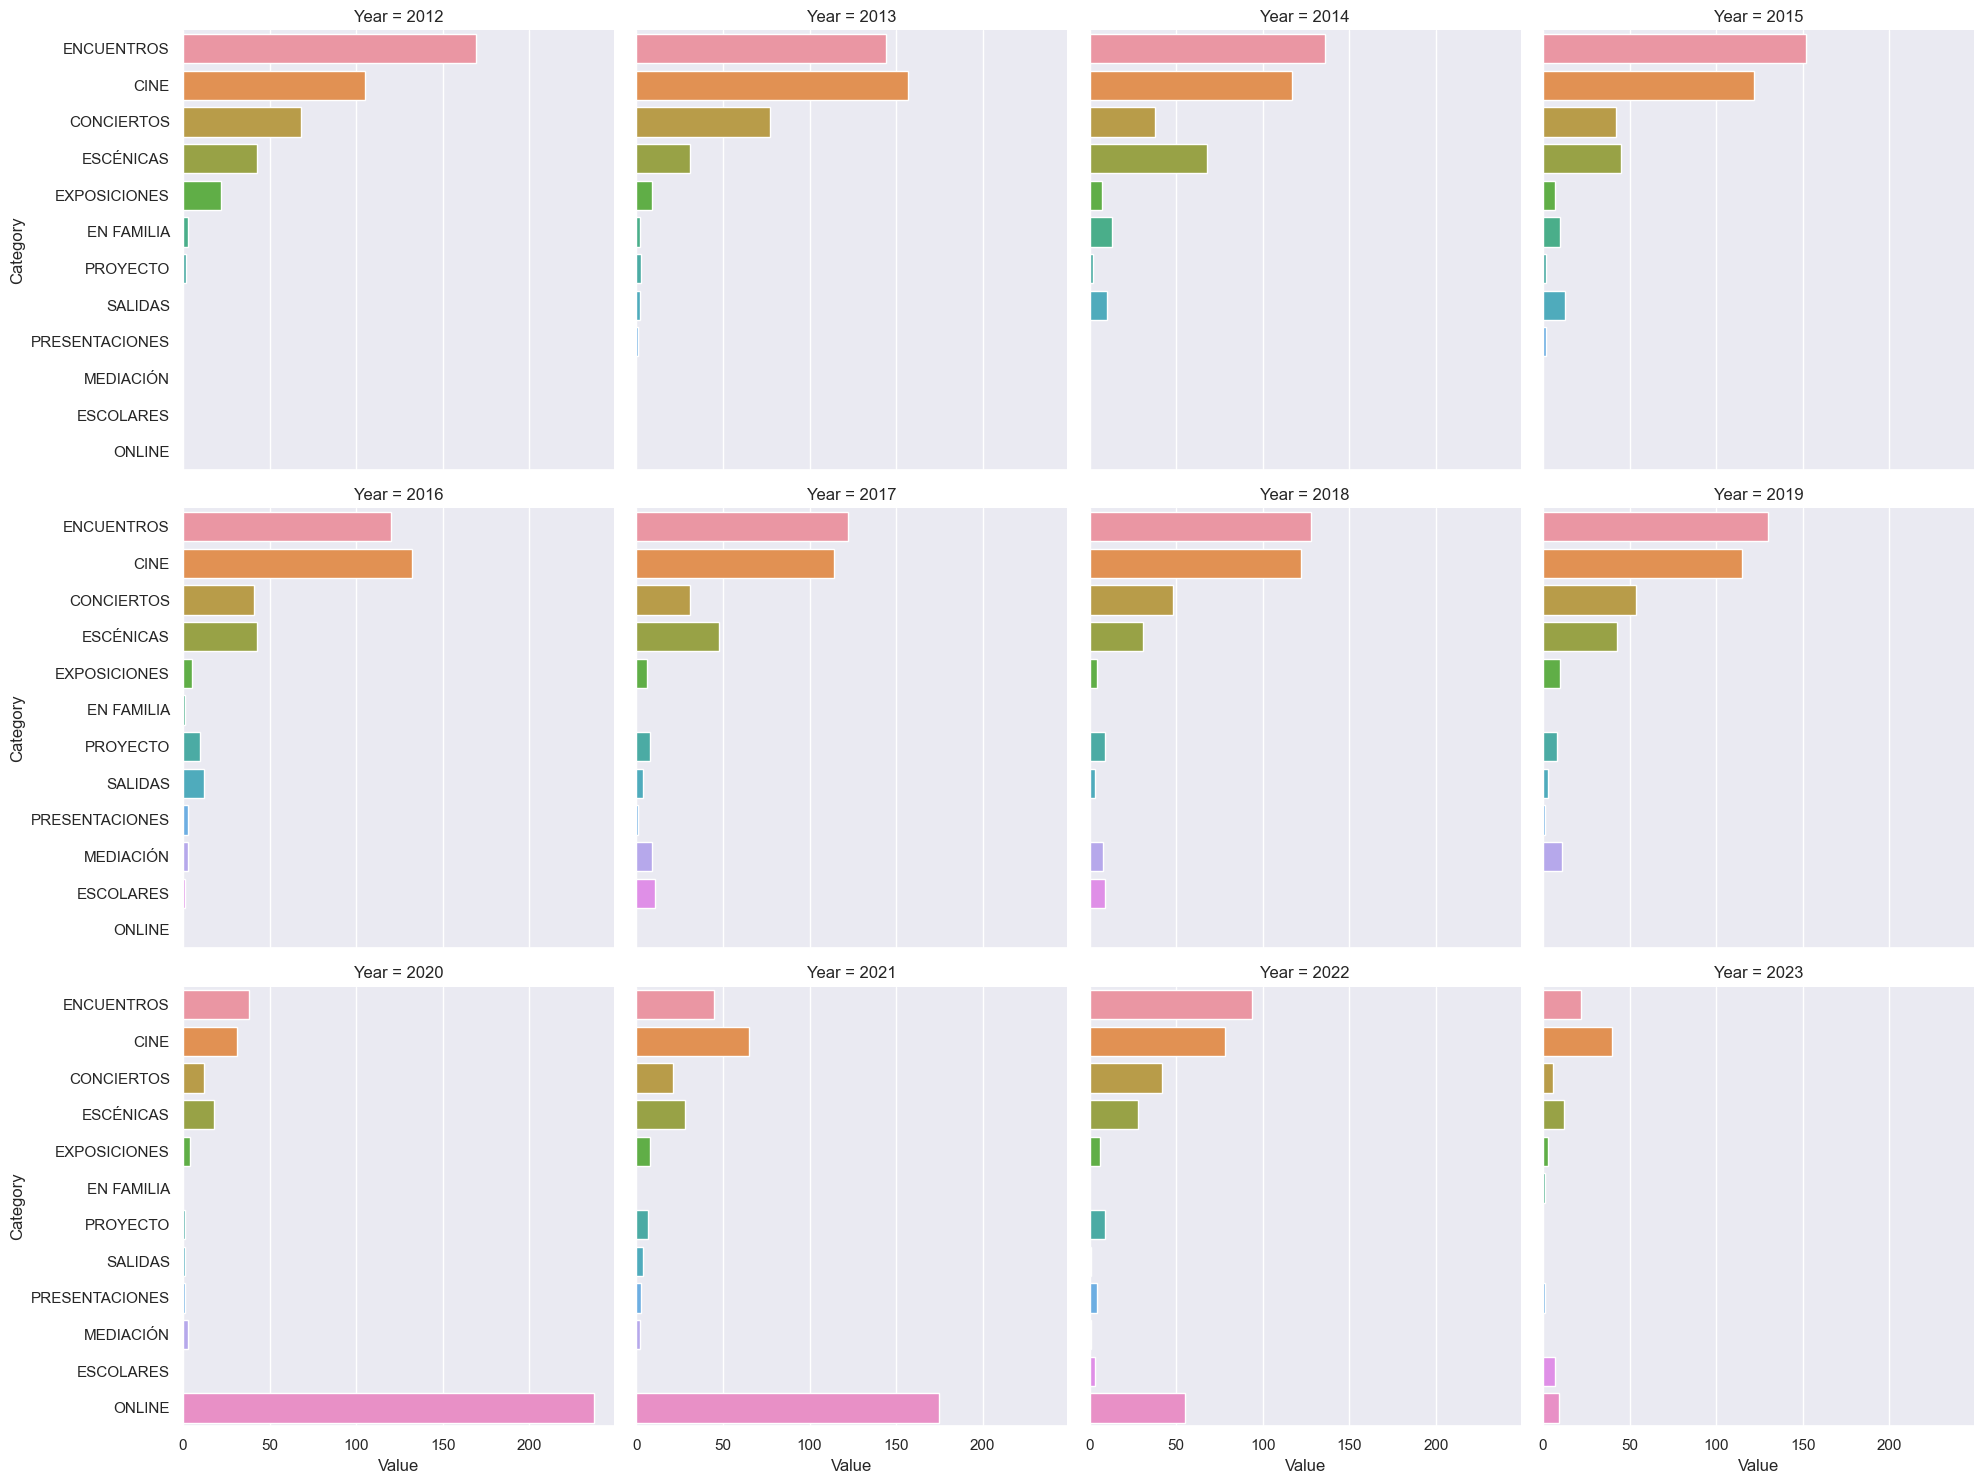 Year = 2012
Year = 2013
Year = 2014
Year = 2015
ENCUENTROS
CINE
CONCIERTOS
ESCÉNICAS
EXPOSICIONES
EN FAMILIA
PROYECTO
SALIDAS
PRESENTACIONES
MEDIACIÓN
ESCOLARES
ONLINE
Category
Year = 2016
Year = 2017
Year = 2018
Year = 2019
ENCUENTROS
CINE
CONCIERTOS
ESCÉNICAS
EXPOSICIONES
EN FAMILIA
PROYECTO
SALIDAS
PRESENTACIONES
MEDIACIÓN
ESCOLARES
ONLINE
Category
Year = 2020
Year = 2021
Year = 2022
Year = 2023
ENCUENTROS
CINE
CONCIERTOS
ESCÉNICAS
EXPOSICIONES
EN FAMILIA
PROYECTO
SALIDAS
PRESENTACIONES
MEDIACIÓN
ESCOLARES
ONLINE
Category
0 50 100 150 200
0 50 100 150 200
0 50 100 150 200
0 50 100 150 200
Value
Value
Value
Value